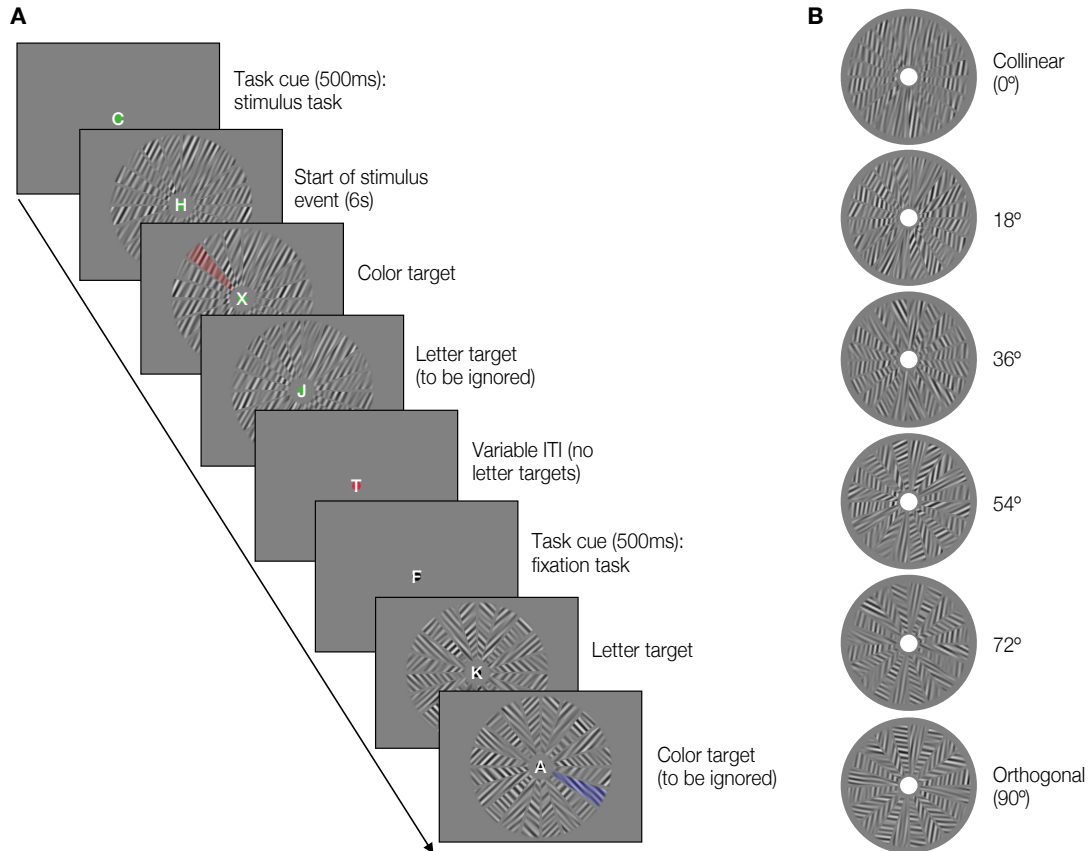 A
Task cue (500ms):
stimulus task
C
Start of stimulus
event (6s)
H
Color target
X
Letter target
(to be ignored)
J
Variable ITI (no
letter targets)
T
Task cue (500ms):
fixation task
F
Letter target
K
Color target
(to be ignored)
A
B
Collinear
(0º)
18º
36º
54º
72º
Orthogonal
(90º)